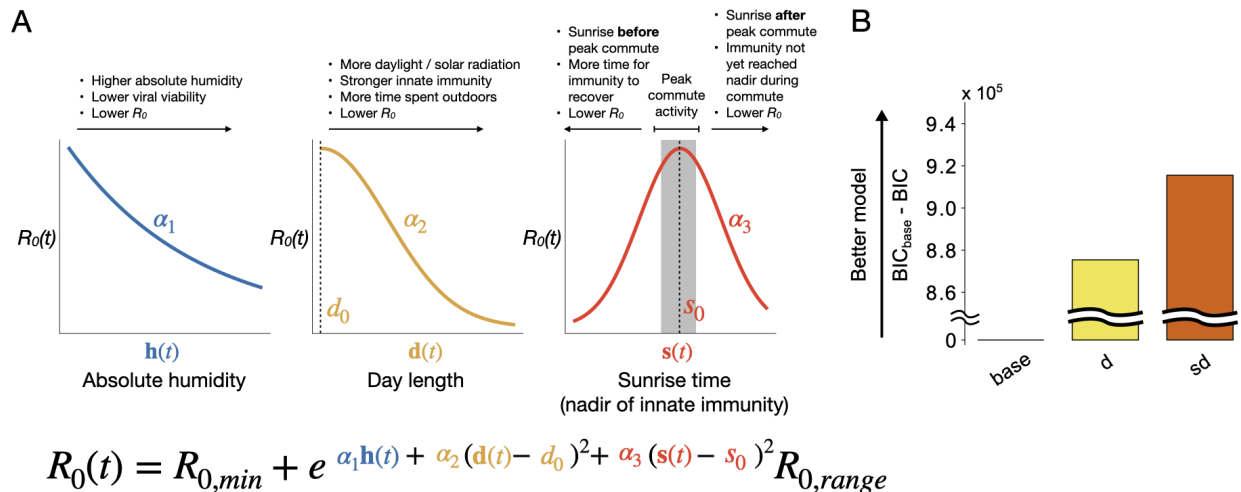 A
• Higher absolute humidity
• Lower viral viability
• Lower R₀
R₀(t)
α₁
h(t)
Absolute humidity
• More daylight / solar radiation
• Stronger innate immunity
• More time spent outdoors
• Lower R₀
R₀(t)
α₂
d₀
d(t)
Day length
• Sunrise before
peak commute
• More time for
immunity to
recover
• Lower R₀
Peak
commute
activity
• Sunrise after
peak commute
• Immunity not
yet reached
nadir during
commute
• Lower R₀
R₀(t)
α₃
s₀
s(t)
Sunrise time
(nadir of innate immunity)
R₀(t) = R₀,min + e^(α₁h(t) + α₂(d(t) − d₀)² + α₃(s(t) − s₀)²) R₀,range
B
x 10⁵
Better model
BIC_base - BIC
9.4
9.2
9.0
8.8
8.6
0
base
d
sd